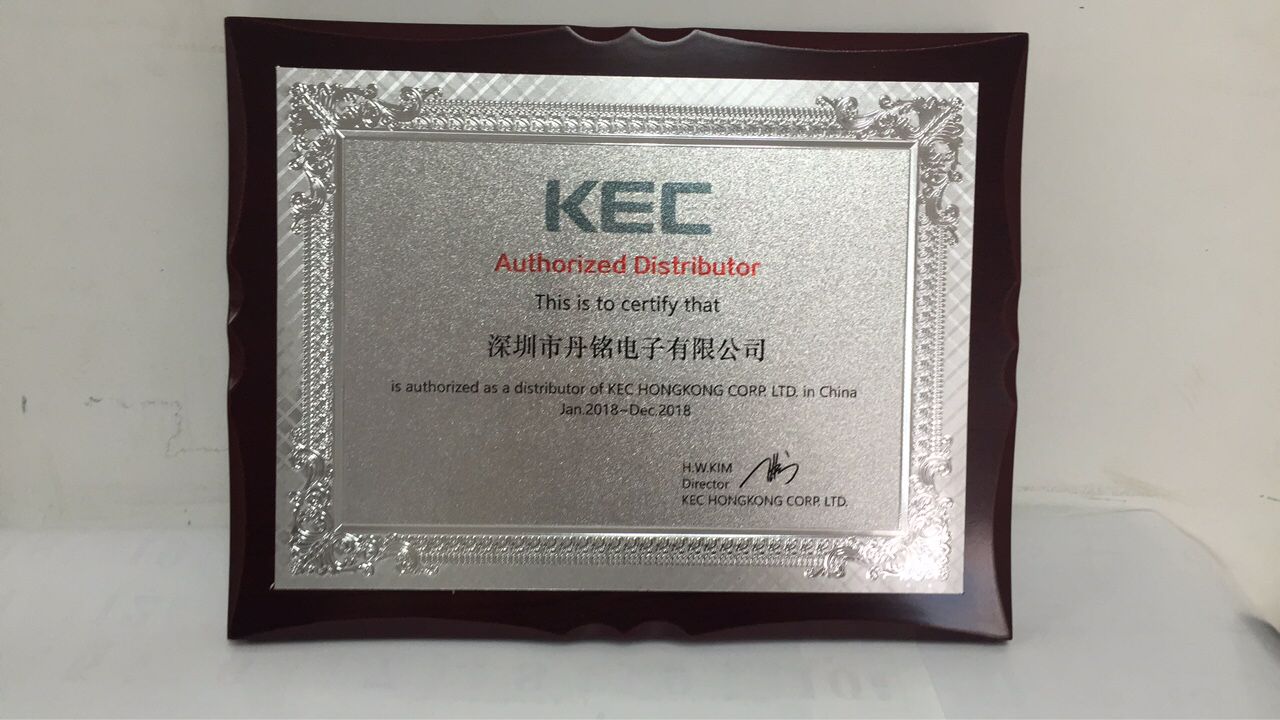 KEC
Authorized Distributor
This is to certify that
深圳市丹铭电子有限公司
is authorized as a distributor of KEC HONGKONG CORP. LTD. in China
Jan.2018~Dec.2018
H.W.KIM
Director
KEC HONGKONG CORP. LTD.